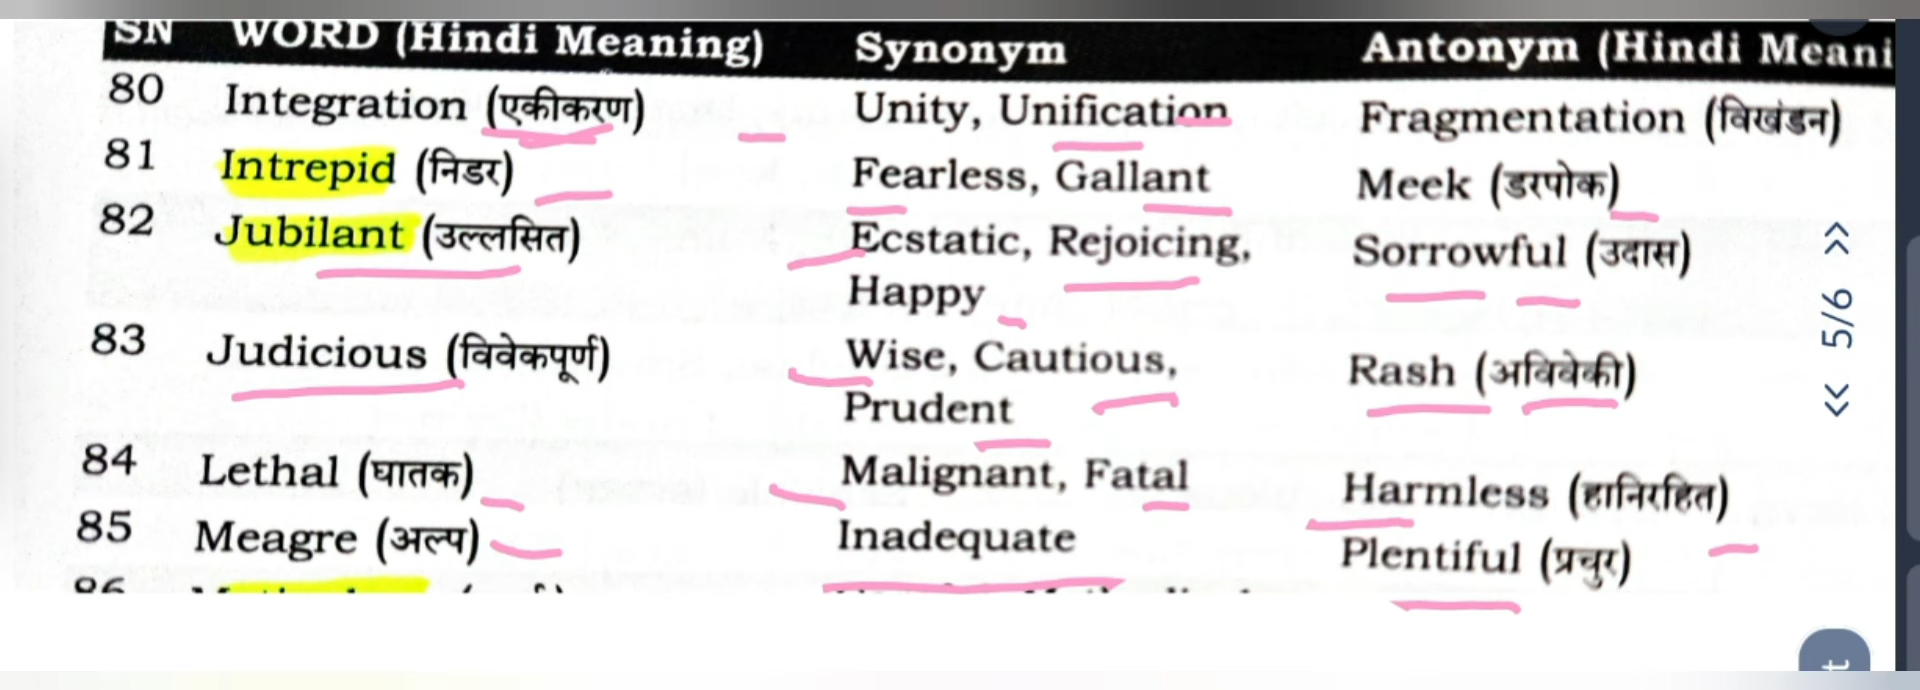 SN WORD (Hindi Meaning) Synonym Antonym (Hindi Meani
80 Integration (एकीकरण) Unity, Unification Fragmentation (विखंडन)
81 Intrepid (निडर) Fearless, Gallant Meek (डरपोक)
82 Jubilant (उल्लसित) Ecstatic, Rejoicing, Sorrowful (उदास)
Happy
83 Judicious (विवेकपूर्ण) Wise, Cautious, Rash (अविवेकी)
Prudent
84 Lethal (घातक) Malignant, Fatal Harmless (हानिरहित)
85 Meagre (अल्प) Inadequate Plentiful (प्रचुर)
86
<< 5/6 >>
t